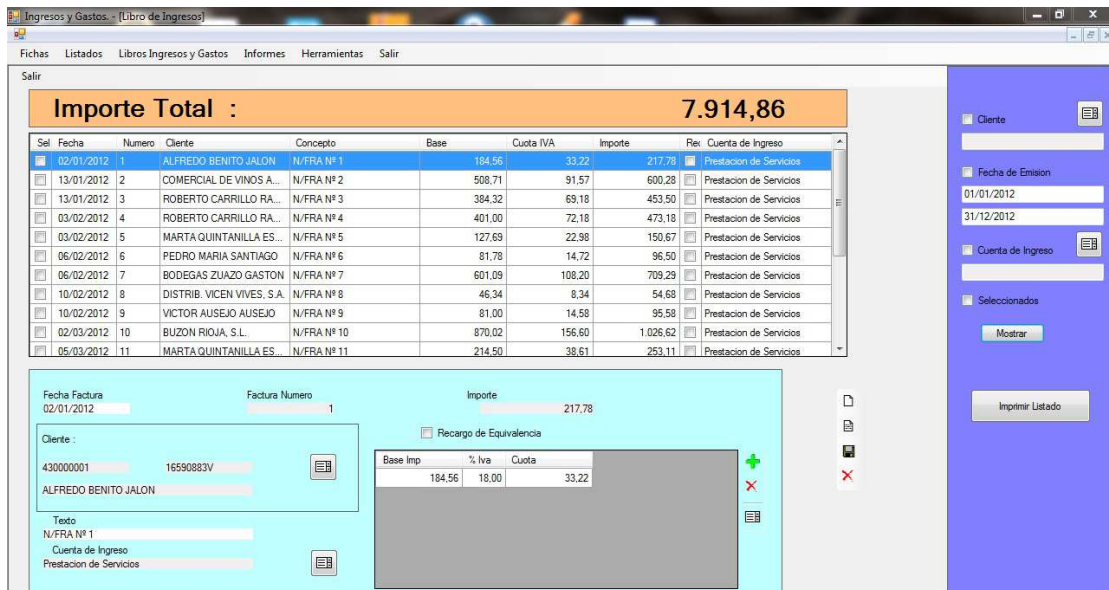 Ingresos y Gastos. - [Libro de Ingresos]
Fichas Listados Libros Ingresos y Gastos Informes Herramientas Salir
Salir
Importe Total : 7.914,86
Sel Fecha Numero Cliente Concepto Base Cuota IVA Importe Rec Cuenta de Ingreso
02/01/2012 1 ALFREDO BENITO JALON N/FRA Nº 1 184,56 33,22 217,78 Prestacion de Servicios
13/01/2012 2 COMERCIAL DE VINOS A... N/FRA Nº 2 508,71 91,57 600,28 Prestacion de Servicios
13/01/2012 3 ROBERTO CARRILLO RA... N/FRA Nº 3 384,32 69,18 453,50 Prestacion de Servicios
03/02/2012 4 ROBERTO CARRILLO RA... N/FRA Nº 4 401,00 72,18 473,18 Prestacion de Servicios
03/02/2012 5 MARTA QUINTANILLA ES... N/FRA Nº 5 127,69 22,98 150,67 Prestacion de Servicios
06/02/2012 6 PEDRO MARIA SANTIAGO N/FRA Nº 6 81,78 14,72 96,50 Prestacion de Servicios
06/02/2012 7 BODEGAS ZUAZO GASTON N/FRA Nº 7 601,09 108,20 709,29 Prestacion de Servicios
10/02/2012 8 DISTRIB. VICEN VIVES, S.A. N/FRA Nº 8 46,34 8,34 54,68 Prestacion de Servicios
10/02/2012 9 VICTOR AUSEJO AUSEJO N/FRA Nº 9 81,00 14,58 95,58 Prestacion de Servicios
02/03/2012 10 BUZON RIOJA, S.L. N/FRA Nº 10 870,02 156,60 1.026,62 Prestacion de Servicios
05/03/2012 11 MARTA QUINTANILLA ES... N/FRA Nº 11 214,50 38,61 253,11 Prestacion de Servicios
Fecha Factura Factura Numero Importe
02/01/2012 1 217,78
Recargo de Equivalencia
Cliente :
430000001 16590883V
ALFREDO BENITO JALON
Base Imp % Iva Cuota
184,56 18,00 33,22
Texto
N/FRA Nº 1
Cuenta de Ingreso
Prestacion de Servicios
Cliente
Fecha de Emision
01/01/2012
31/12/2012
Cuenta de Ingreso
Seleccionados
Mostrar
Imprimir Listado